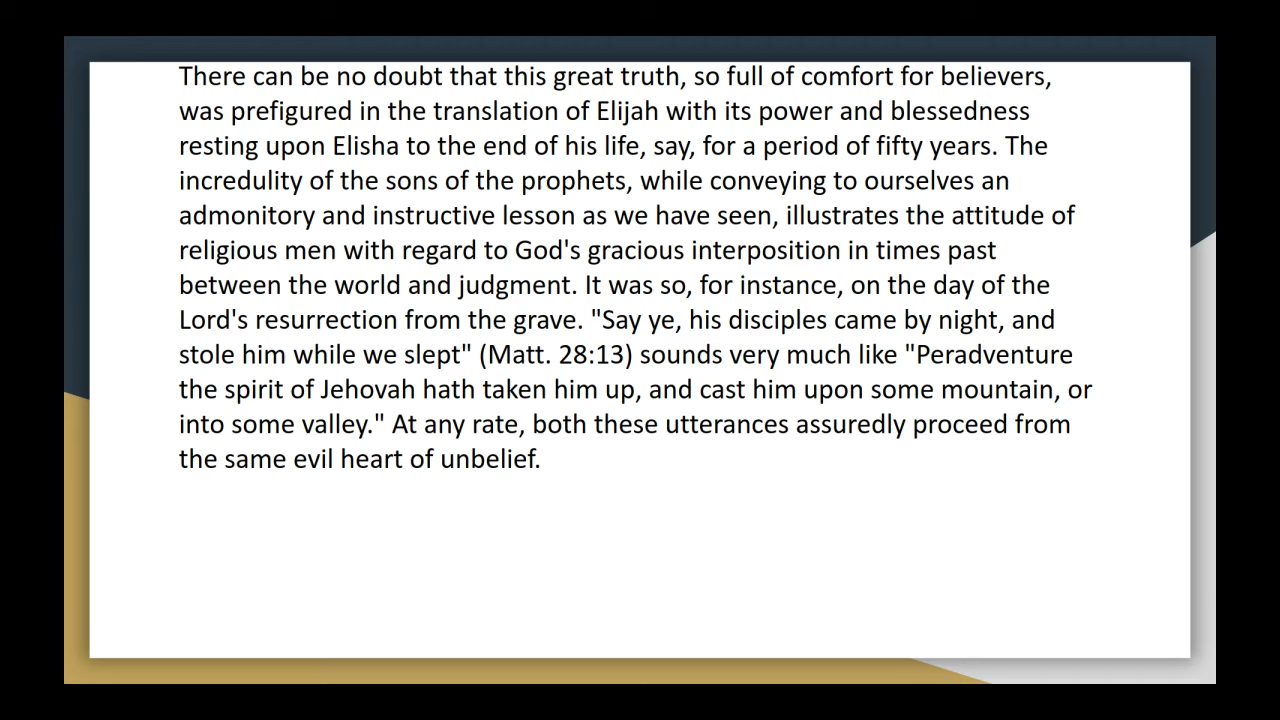 There can be no doubt that this great truth, so full of comfort for believers,
was prefigured in the translation of Elijah with its power and blessedness
resting upon Elisha to the end of his life, say, for a period of fifty years. The
incredulity of the sons of the prophets, while conveying to ourselves an
admonitory and instructive lesson as we have seen, illustrates the attitude of
religious men with regard to God's gracious interposition in times past
between the world and judgment. It was so, for instance, on the day of the
Lord's resurrection from the grave. "Say ye, his disciples came by night, and
stole him while we slept" (Matt. 28:13) sounds very much like "Peradventure
the spirit of Jehovah hath taken him up, and cast him upon some mountain, or
into some valley." At any rate, both these utterances assuredly proceed from
the same evil heart of unbelief.